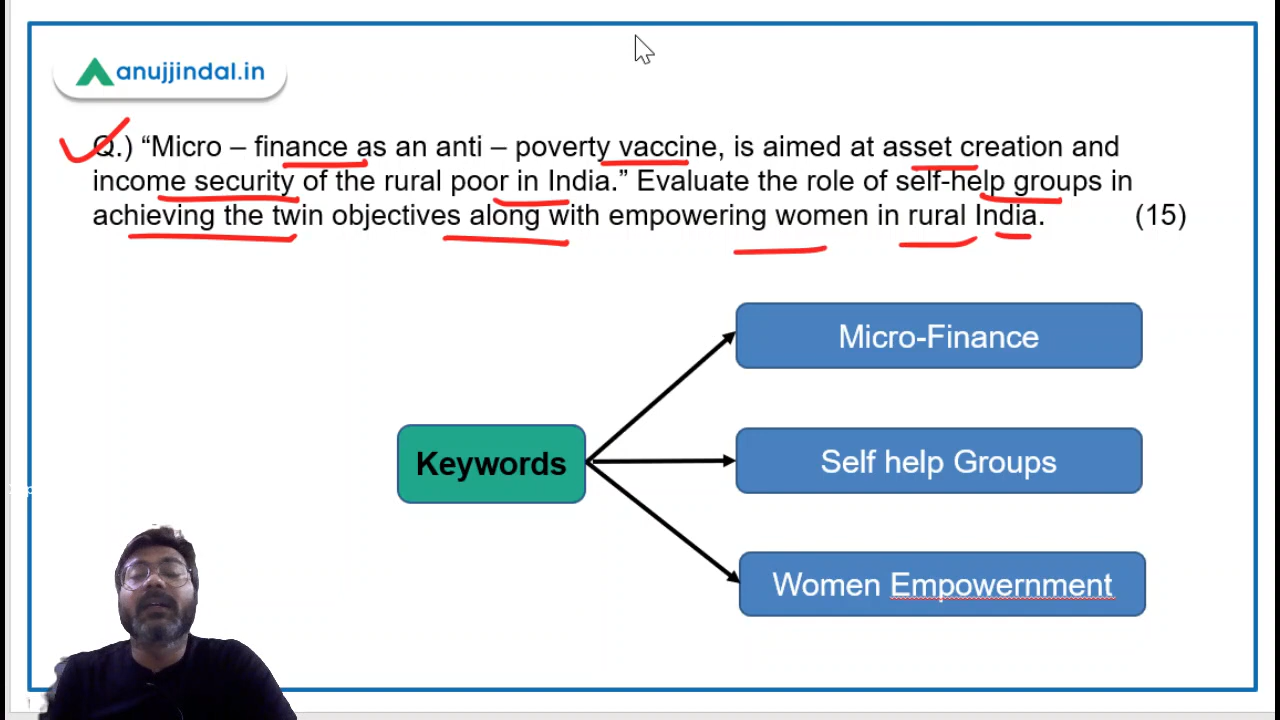 anujjindal.in
Q.) “Micro – finance as an anti – poverty vaccine, is aimed at asset creation and
income security of the rural poor in India.” Evaluate the role of self-help groups in
achieving the twin objectives along with empowering women in rural India. (15)
Micro-Finance
Keywords
Self help Groups
Women Empowernment